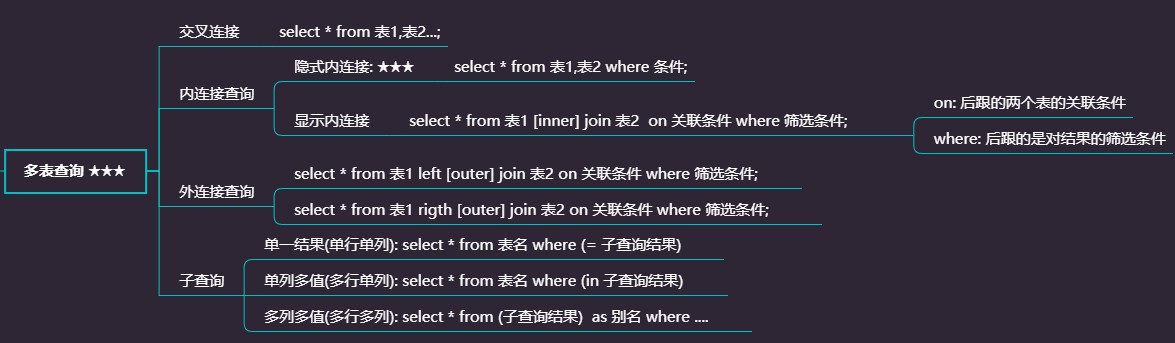 多表查询 ★★★
交叉连接 select * from 表1,表2...;
内连接查询
隐式内连接: ★★★ select * from 表1,表2 where 条件;
显示内连接 select * from 表1 [inner] join 表2 on 关联条件 where 筛选条件;
on: 后跟的两个表的关联条件
where: 后跟的是对结果的筛选条件
外连接查询
select * from 表1 left [outer] join 表2 on 关联条件 where 筛选条件;
select * from 表1 rigth [outer] join 表2 on 关联条件 where 筛选条件;
子查询
单一结果(单行单列): select * from 表名 where (= 子查询结果)
单列多值(多行单列): select * from 表名 where (in 子查询结果)
多列多值(多行多列): select * from (子查询结果) as 别名 where ....